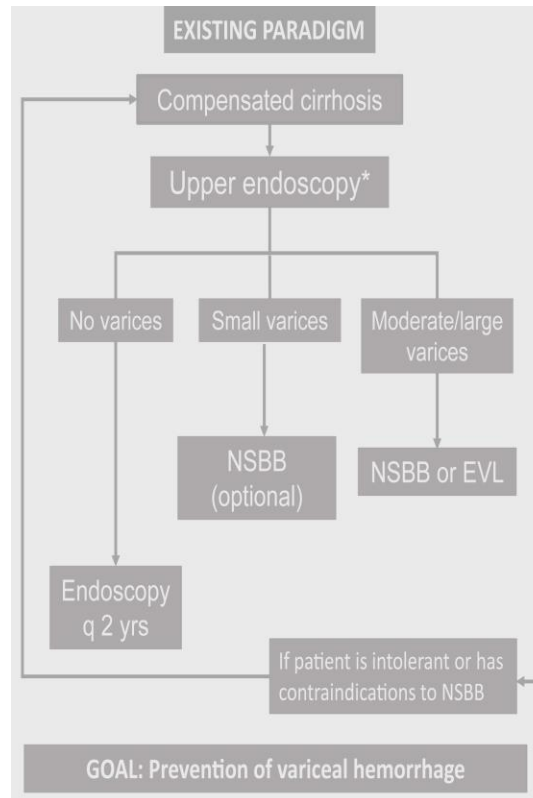 EXISTING PARADIGM
Compensated cirrhosis
Upper endoscopy*
No varices
Small varices
Moderate/large
varices
NSBB
(optional)
NSBB or EVL
Endoscopy
q 2 yrs
If patient is intolerant or has
contraindications to NSBB
GOAL: Prevention of variceal hemorrhage